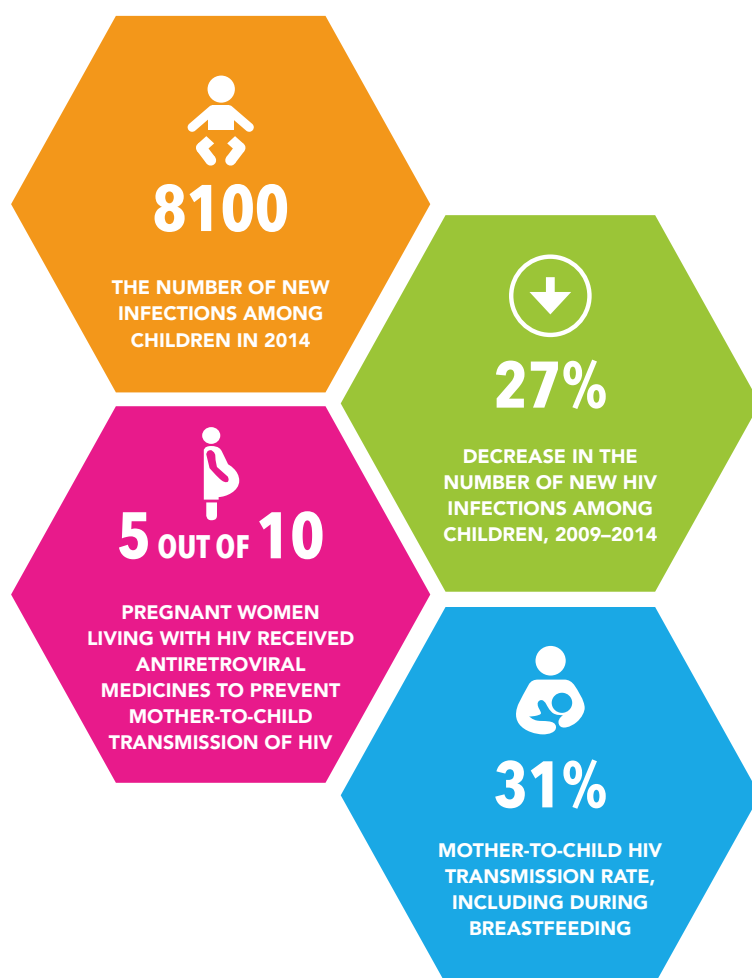 8100
THE NUMBER OF NEW
INFECTIONS AMONG
CHILDREN IN 2014
27%
DECREASE IN THE
NUMBER OF NEW HIV
INFECTIONS AMONG
CHILDREN, 2009–2014
5 OUT OF 10
PREGNANT WOMEN
LIVING WITH HIV RECEIVED
ANTIRETROVIRAL
MEDICINES TO PREVENT
MOTHER-TO-CHILD
TRANSMISSION OF HIV
31%
MOTHER-TO-CHILD HIV
TRANSMISSION RATE,
INCLUDING DURING
BREASTFEEDING